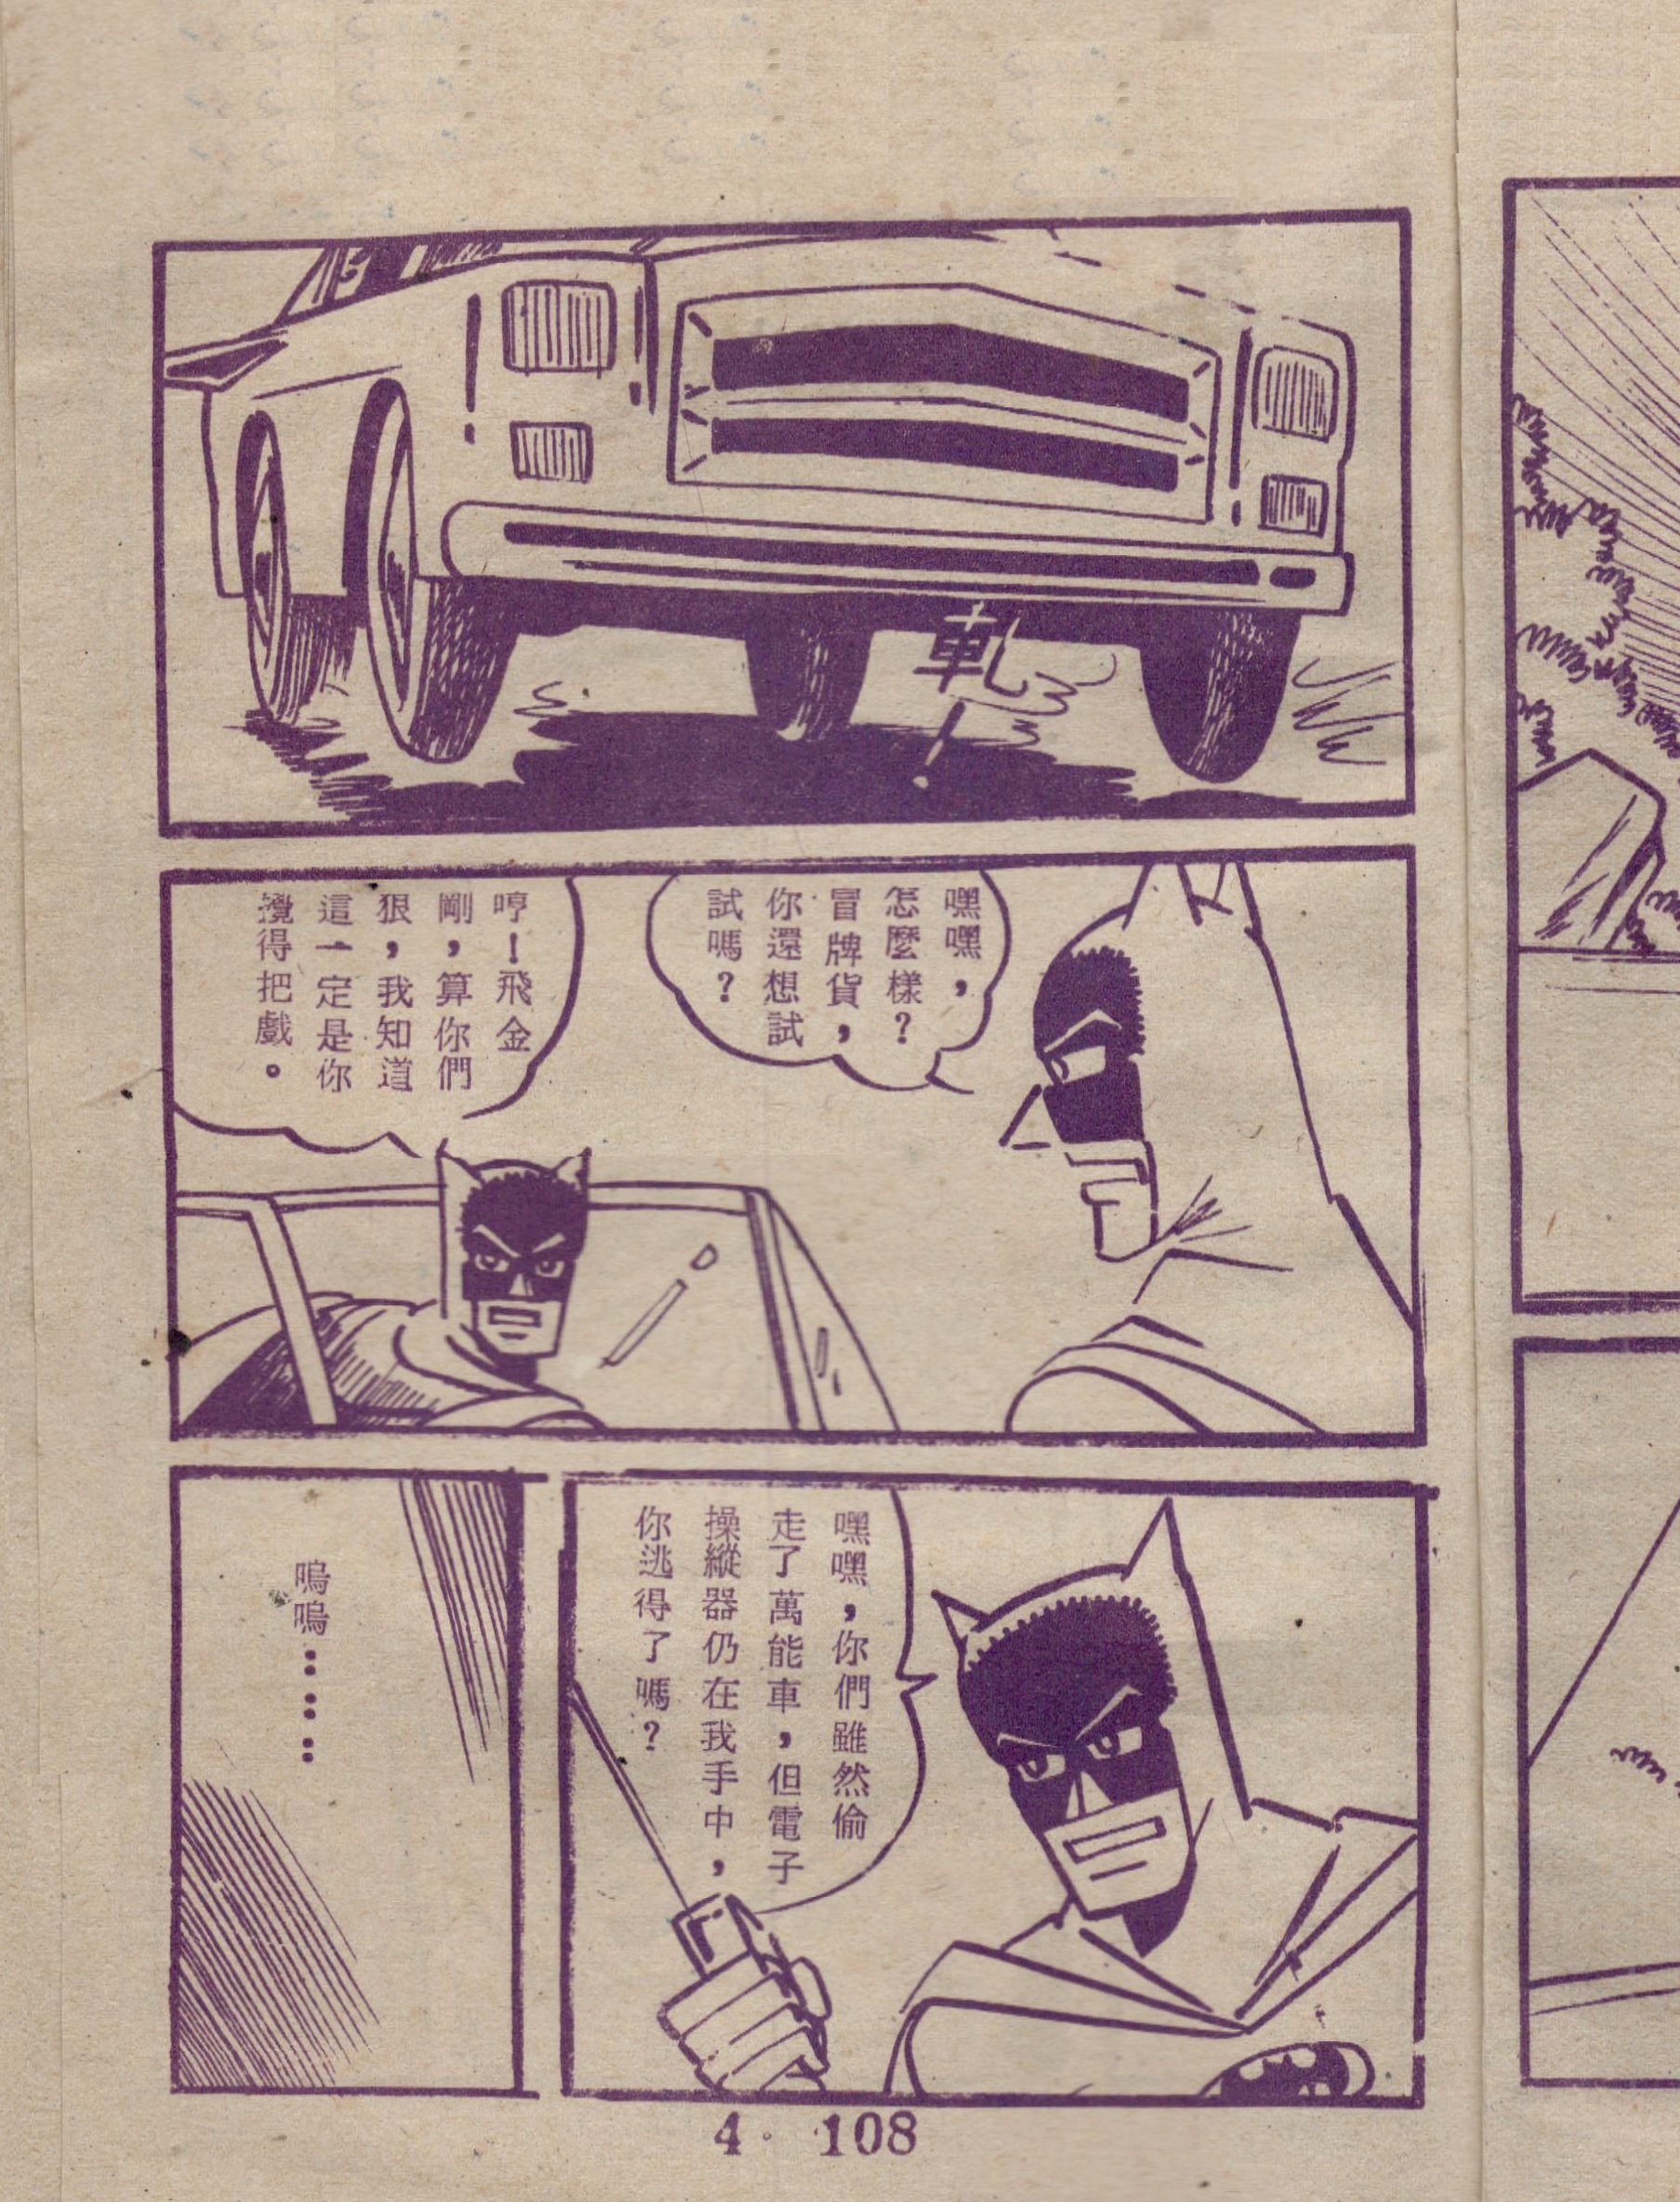 軋！
嘿嘿，
怎麼樣？
冒牌貨，
你還想試
試嗎？
哼！飛金
剛，算你們
狠，我知道
這一定是你
攪得把戲。
嘿嘿，你們雖然偷
走了萬能車，但電子
操縱器仍在我手中，
你逃得了嗎？
嗚嗚……
4．108